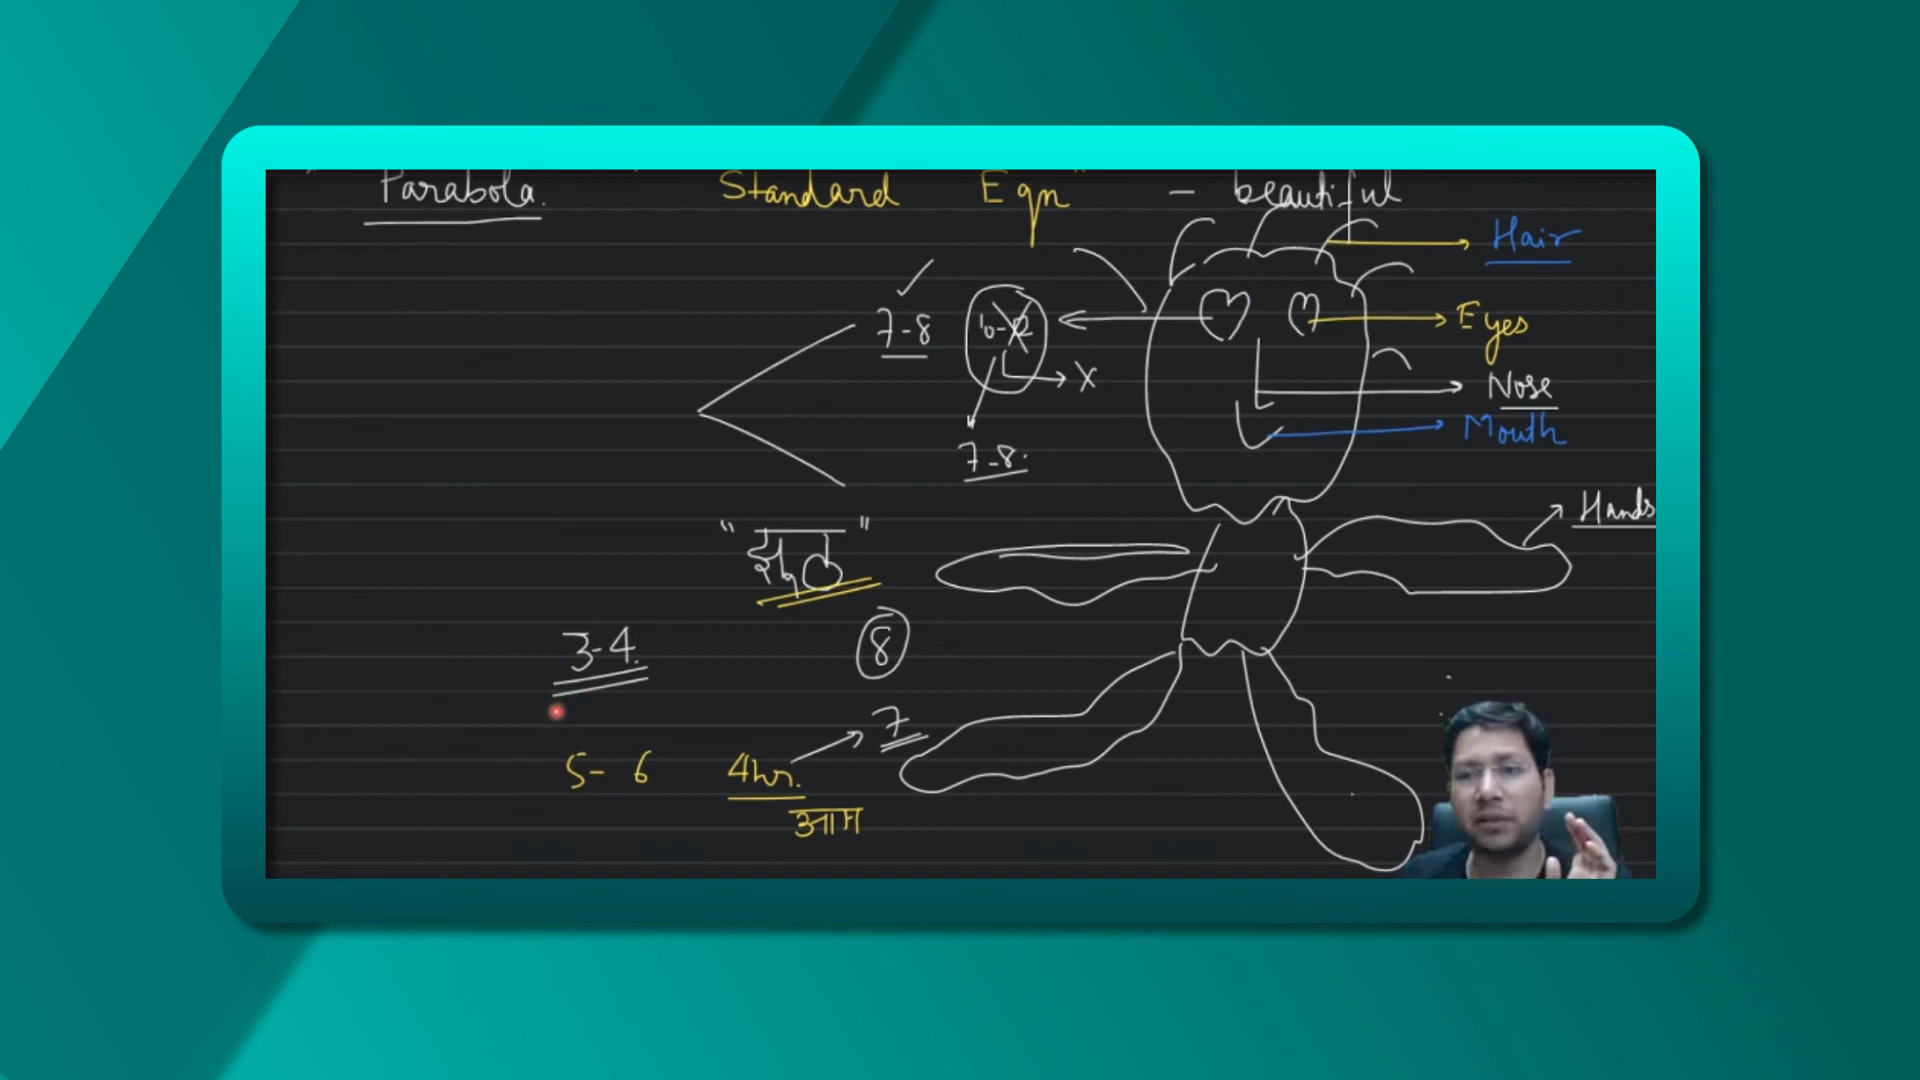 Parabola. Standard Eqn" - beautiful
Hair
7-8
Eyes
X
Nose
Mouth
7-8.
Hands
"झूठ"
3-4.
8
7
5- 6 4hr.
आम